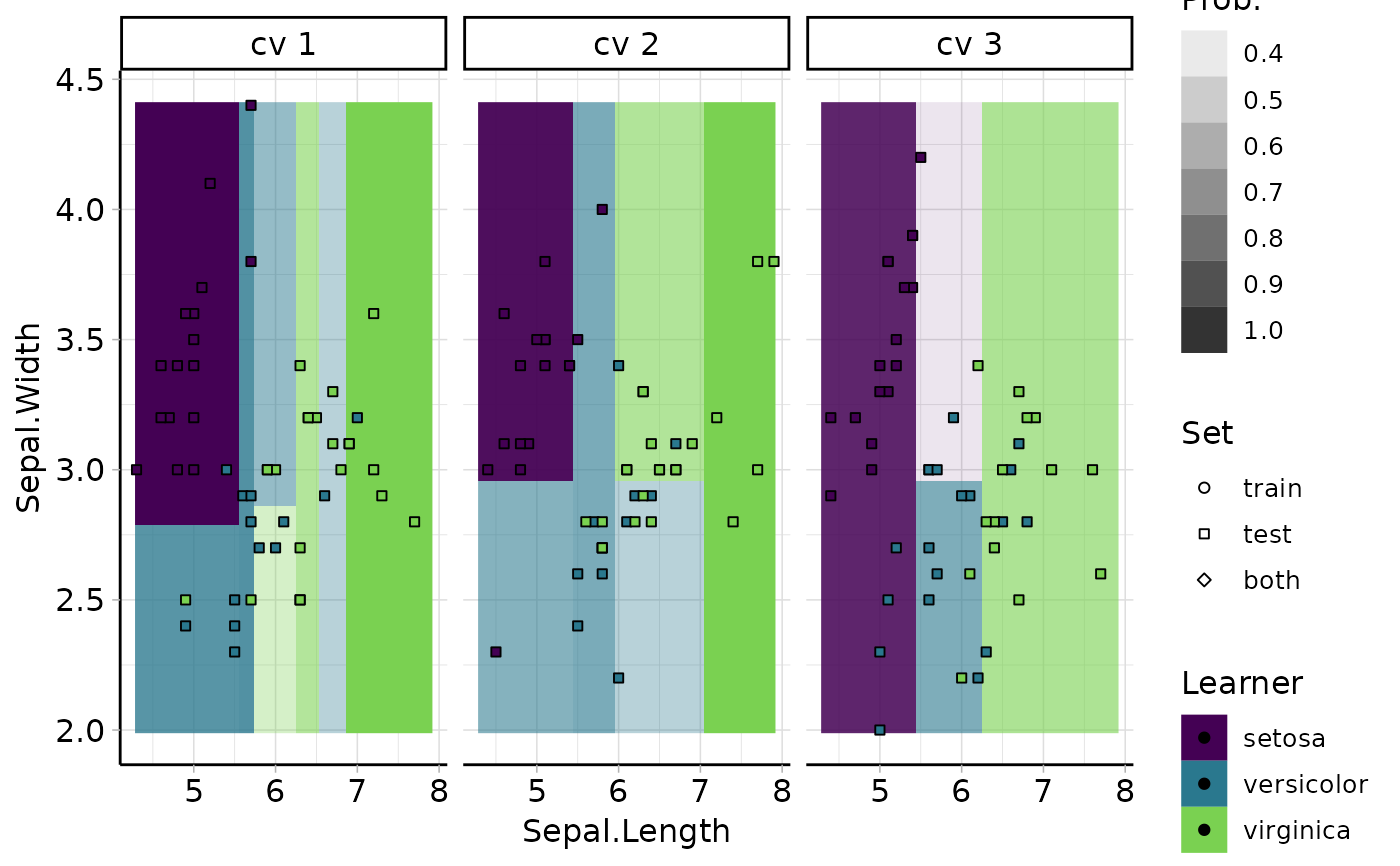 cv 1
cv 2
cv 3
4.5
4.0
3.5
3.0
2.5
2.0
Sepal.Width
5 6 7 8
5 6 7 8
5 6 7 8
Sepal.Length
Prob.
0.4
0.5
0.6
0.7
0.8
0.9
1.0
Set
train
test
both
Learner
setosa
versicolor
virginica